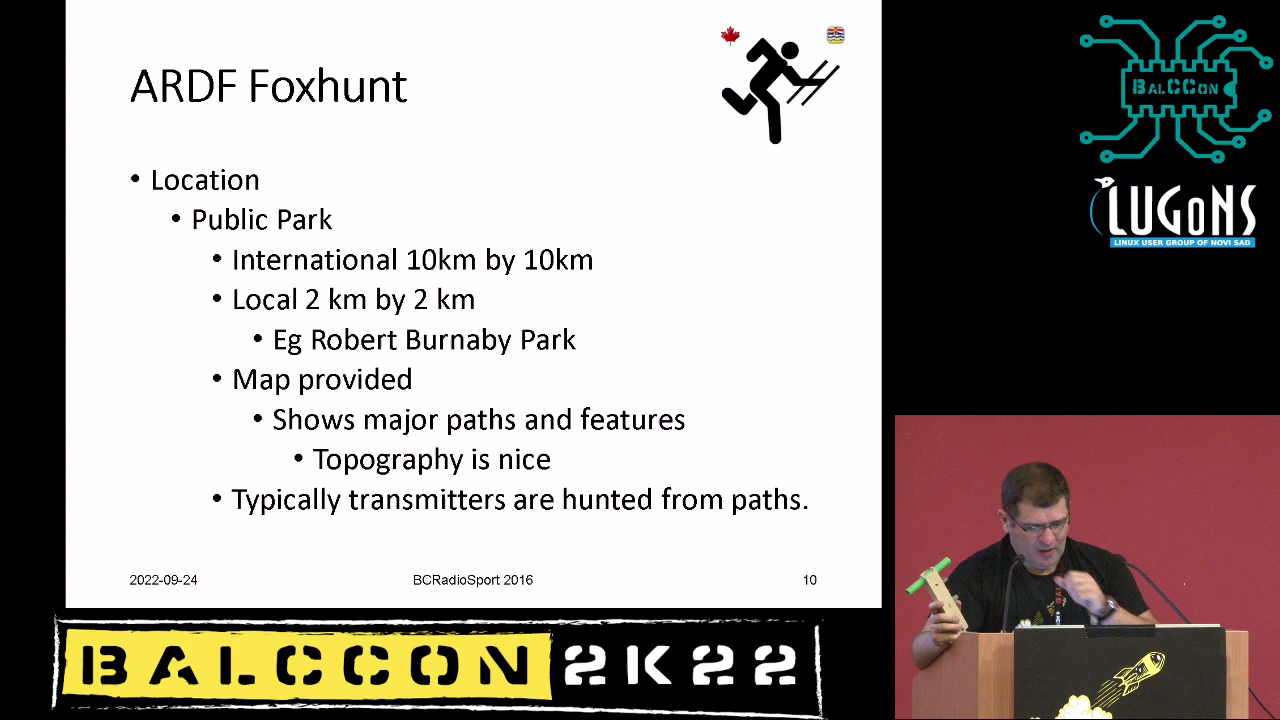 ARDF Foxhunt
• Location
• Public Park
• International 10km by 10km
• Local 2 km by 2 km
• Eg Robert Burnaby Park
• Map provided
• Shows major paths and features
• Topography is nice
• Typically transmitters are hunted from paths.
2022-09-24
BCRadioSport 2016
10
BALCCON
LUGONS
LINUX USER GROUP OF NOVI SAD
BALCCON 2K22